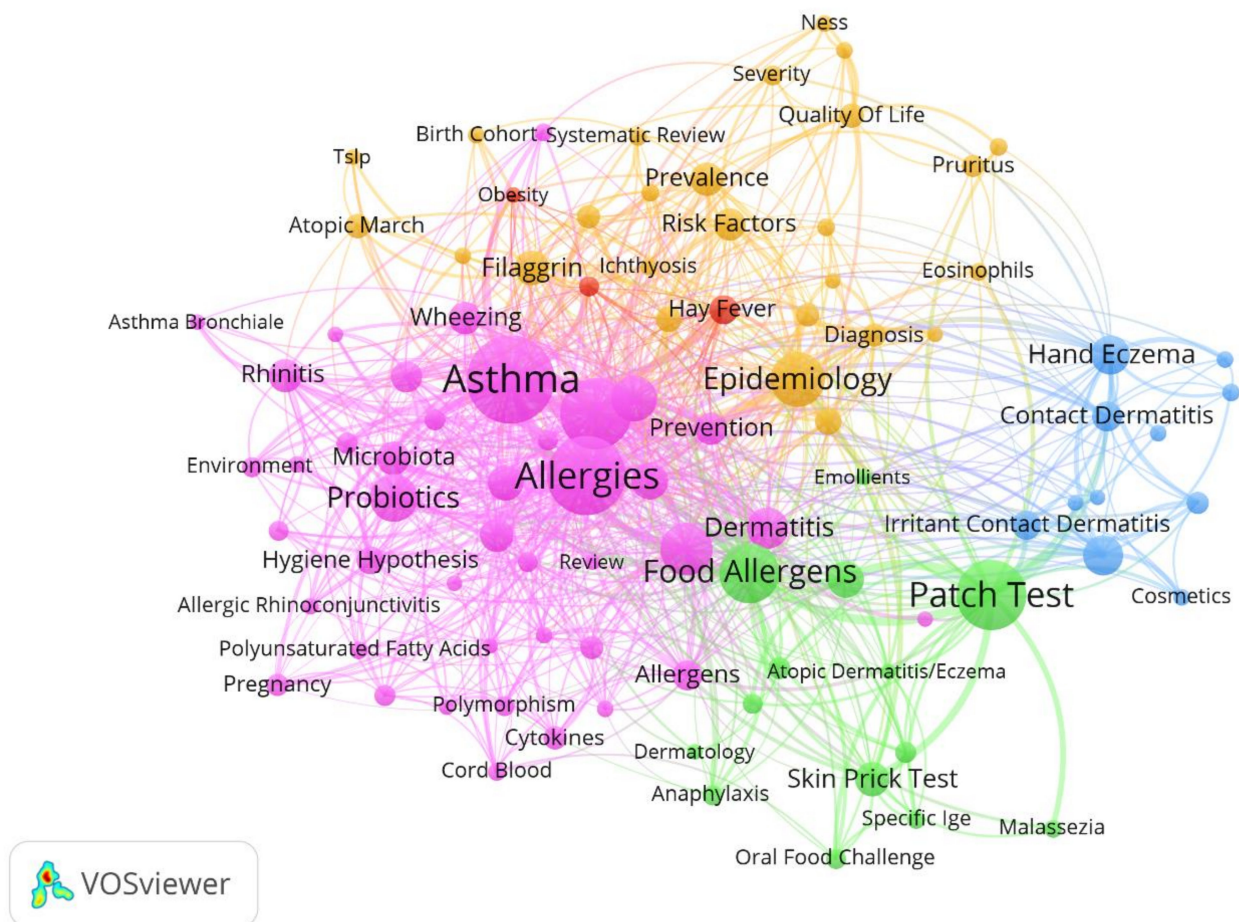 Ness
Severity
Quality Of Life
Birth Cohort
Systematic Review
Tslp
Pruritus
Prevalence
Obesity
Atopic March
Risk Factors
Filaggrin
Ichthyosis
Eosinophils
Hay Fever
Wheezing
Asthma Bronchiale
Diagnosis
Hand Eczema
Rhinitis
Asthma
Epidemiology
Contact Dermatitis
Prevention
Microbiota
Environment
Allergies
Emollients
Probiotics
Dermatitis
Irritant Contact Dermatitis
Hygiene Hypothesis
Review
Food Allergens
Patch Test
Cosmetics
Allergic Rhinoconjunctivitis
Polyunsaturated Fatty Acids
Allergens
Atopic Dermatitis/Eczema
Pregnancy
Polymorphism
Cytokines
Dermatology
Cord Blood
Skin Prick Test
Anaphylaxis
Specific Ige
Malassezia
Oral Food Challenge
VOSviewer